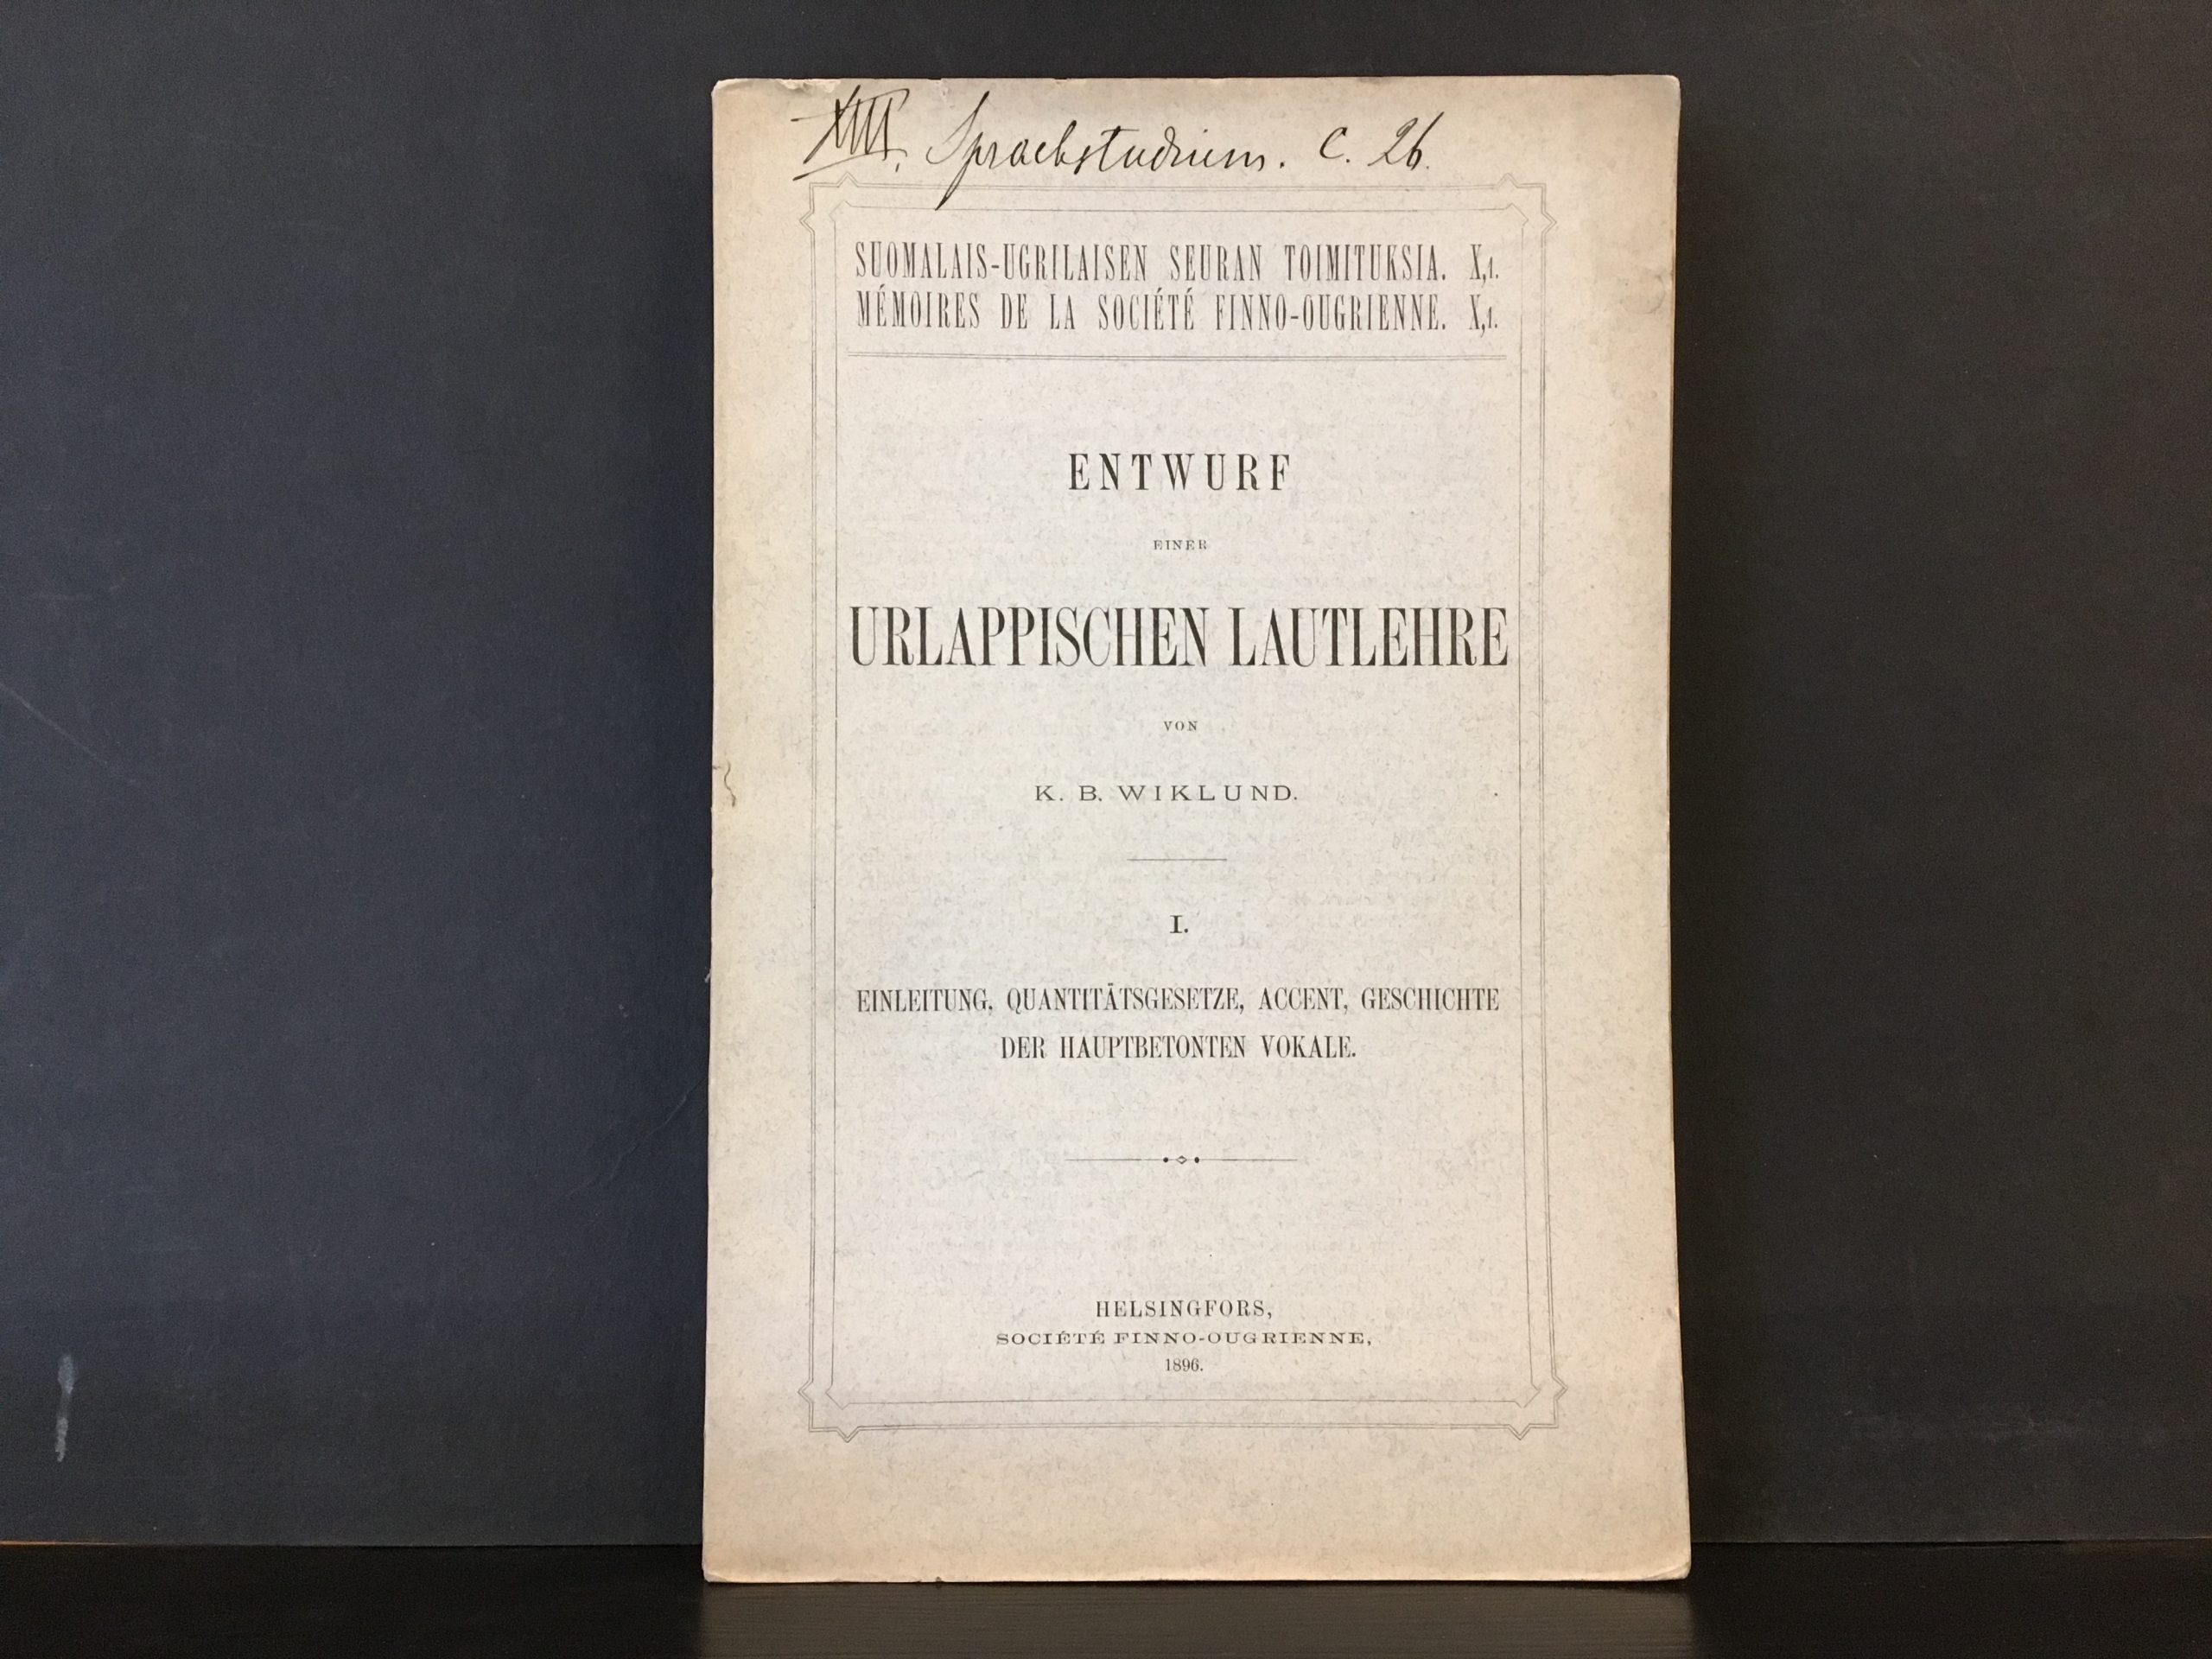 XIII. Sprachstudium. C. 26.
SUOMALAIS-UGRILAISEN SEURAN TOIMITUKSIA. X,1.
MÉMOIRES DE LA SOCIÉTÉ FINNO-OUGRIENNE. X,1.
ENTWURF
EINER
URLAPPISCHEN LAUTLEHRE
VON
K. B. WIKLUND.
I.
EINLEITUNG, QUANTITÄTSGESETZE, ACCENT, GESCHICHTE
DER HAUPTBETONTEN VOKALE.
HELSINGFORS,
SOCIÉTÉ FINNO-OUGRIENNE,
1896.